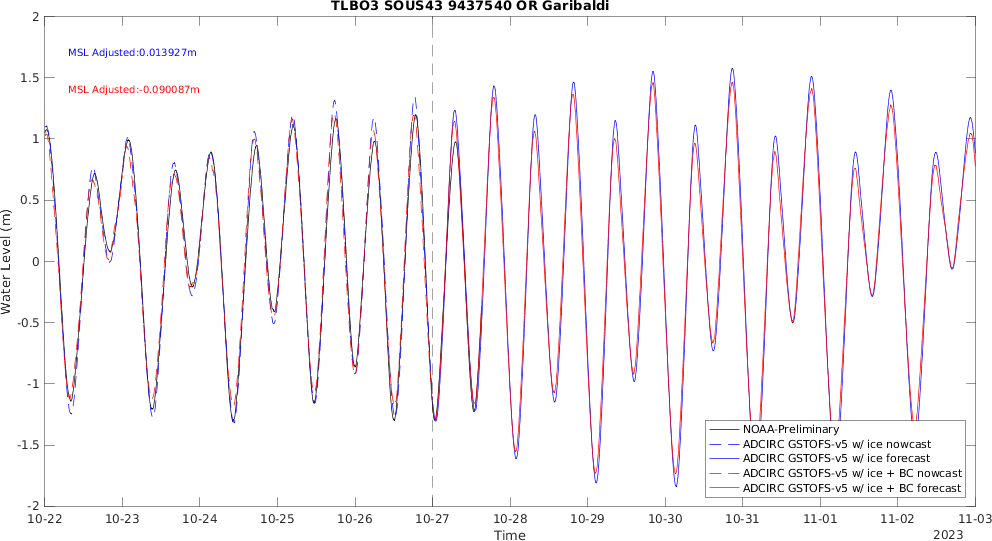 TLBO3 SOUS43 9437540 OR Garibaldi
MSL Adjusted:0.013927m
MSL Adjusted:-0.090087m
Water Level (m)
2
1.5
1
0.5
0
-0.5
-1
-1.5
-2
NOAA-Preliminary
ADCIRC GSTOFS-v5 w/ ice nowcast
ADCIRC GSTOFS-v5 w/ ice forecast
ADCIRC GSTOFS-v5 w/ ice + BC nowcast
ADCIRC GSTOFS-v5 w/ ice + BC forecast
10-22 10-23 10-24 10-25 10-26 10-27 10-28 10-29 10-30 10-31 11-01 11-02 11-03
Time
2023